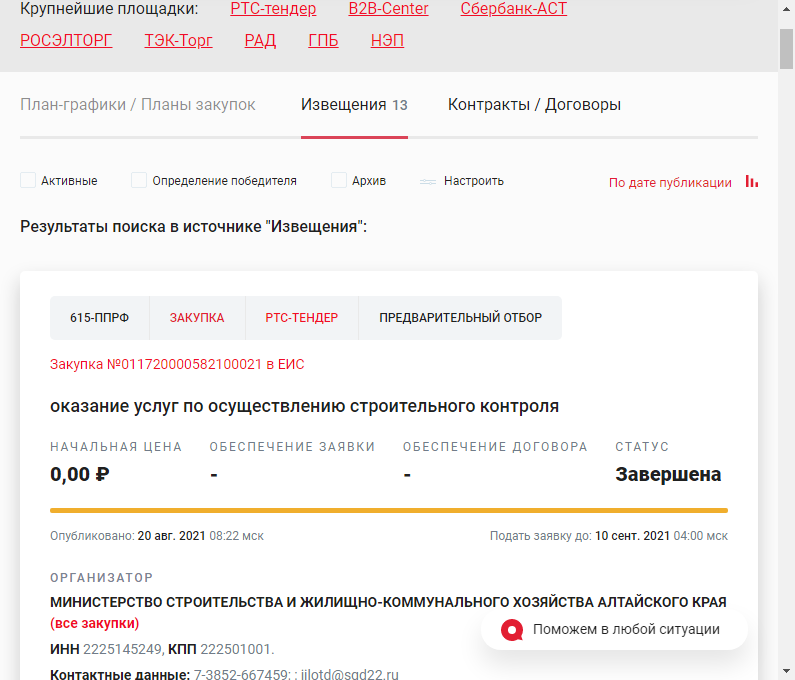 Крупнейшие площадки: РТС-тендер B2B-Center Сбербанк-АСТ
РОСЭЛТОРГ ТЭК-Торг РАД ГПБ НЭП
План-графики / Планы закупок Извещения 13 Контракты / Договоры
Активные Определение победителя Архив Настроить По дате публикации
Результаты поиска в источнике "Извещения":
615-ППРФ ЗАКУПКА РТС-ТЕНДЕР ПРЕДВАРИТЕЛЬНЫЙ ОТБОР
Закупка №011720000582100021 в ЕИС
оказание услуг по осуществлению строительного контроля
НАЧАЛЬНАЯ ЦЕНА ОБЕСПЕЧЕНИЕ ЗАЯВКИ ОБЕСПЕЧЕНИЕ ДОГОВОРА СТАТУС
0,00 ₽ - - Завершена
Опубликовано: 20 авг. 2021 08:22 мск Подать заявку до: 10 сент. 2021 04:00 мск
ОРГАНИЗАТОР
МИНИСТЕРСТВО СТРОИТЕЛЬСТВА И ЖИЛИЩНО-КОММУНАЛЬНОГО ХОЗЯЙСТВА АЛТАЙСКОГО КРАЯ
(все закупки)
Поможем в любой ситуации
ИНН 2225145249, КПП 222501001.
Контактные данные: 7-3852-667459; ; iilotd@sgd22.ru